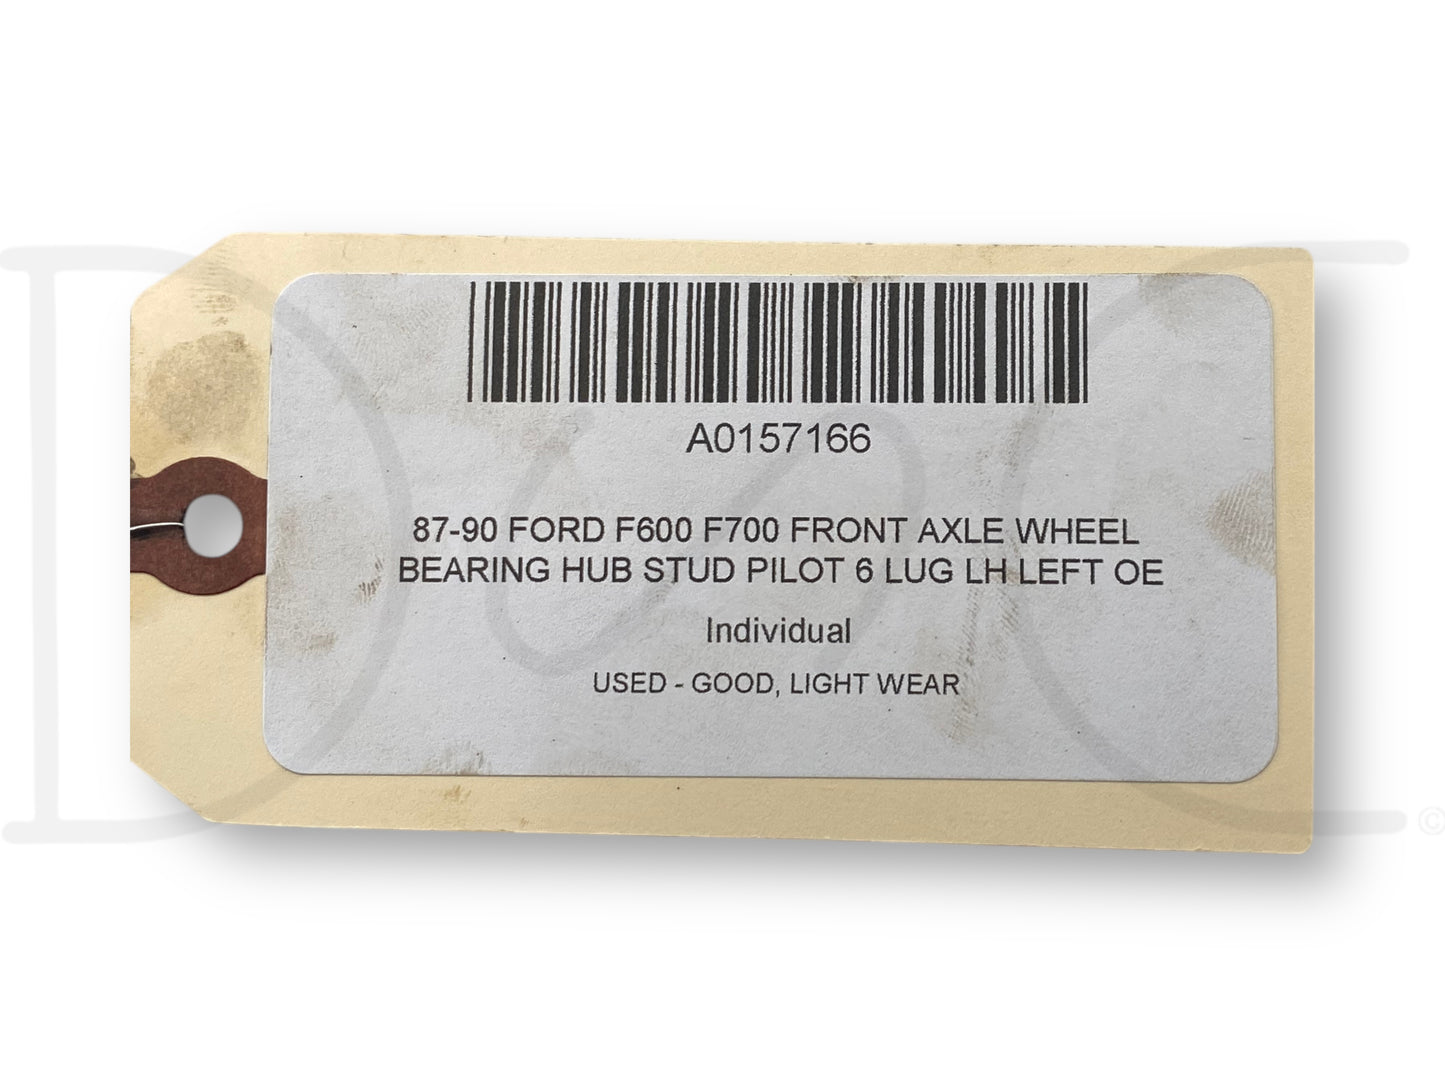 A0157166
87-90 FORD F600 F700 FRONT AXLE WHEEL
BEARING HUB STUD PILOT 6 LUG LH LEFT OE
Individual
USED - GOOD, LIGHT WEAR
©